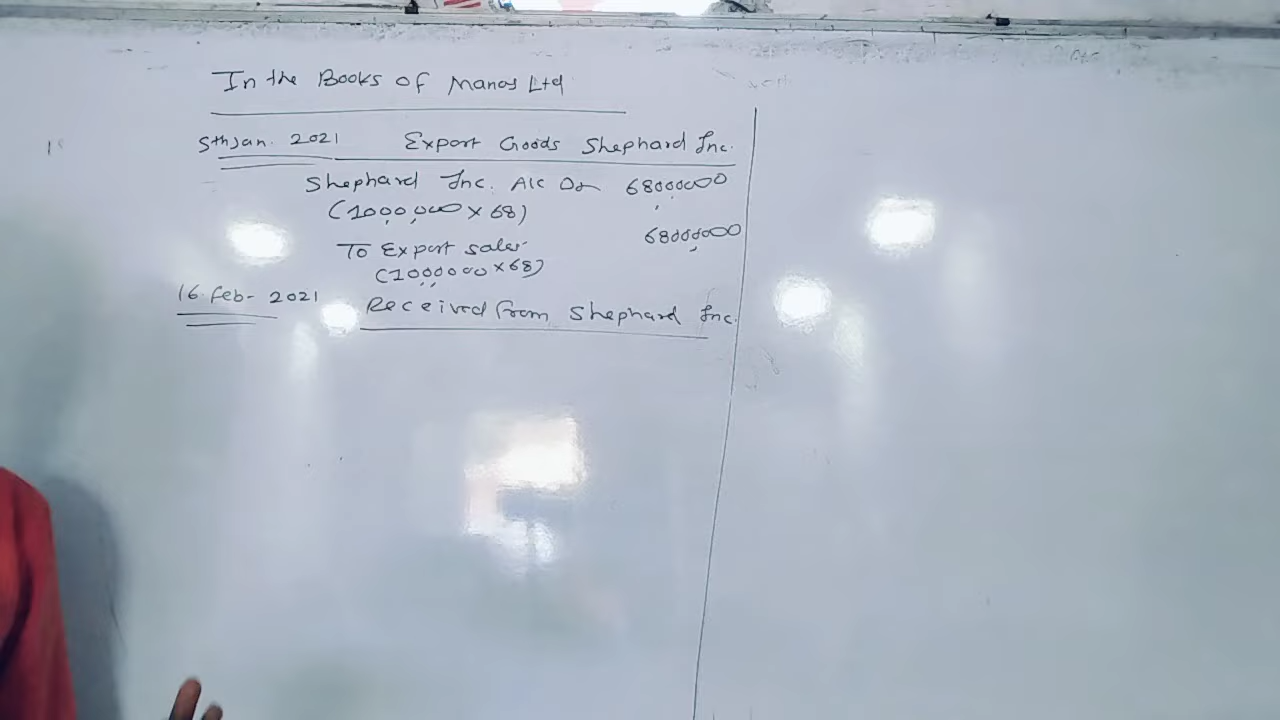 In the Books of Manas Ltd
5th Jan. 2021 Export Goods Shephard Inc.
Shephard Inc. A/c Dr 68000000
(1000,000 x 68)
68000000
To Export sales
(1000000 x 68)
16. Feb- 2021 Received from Shephard Inc.